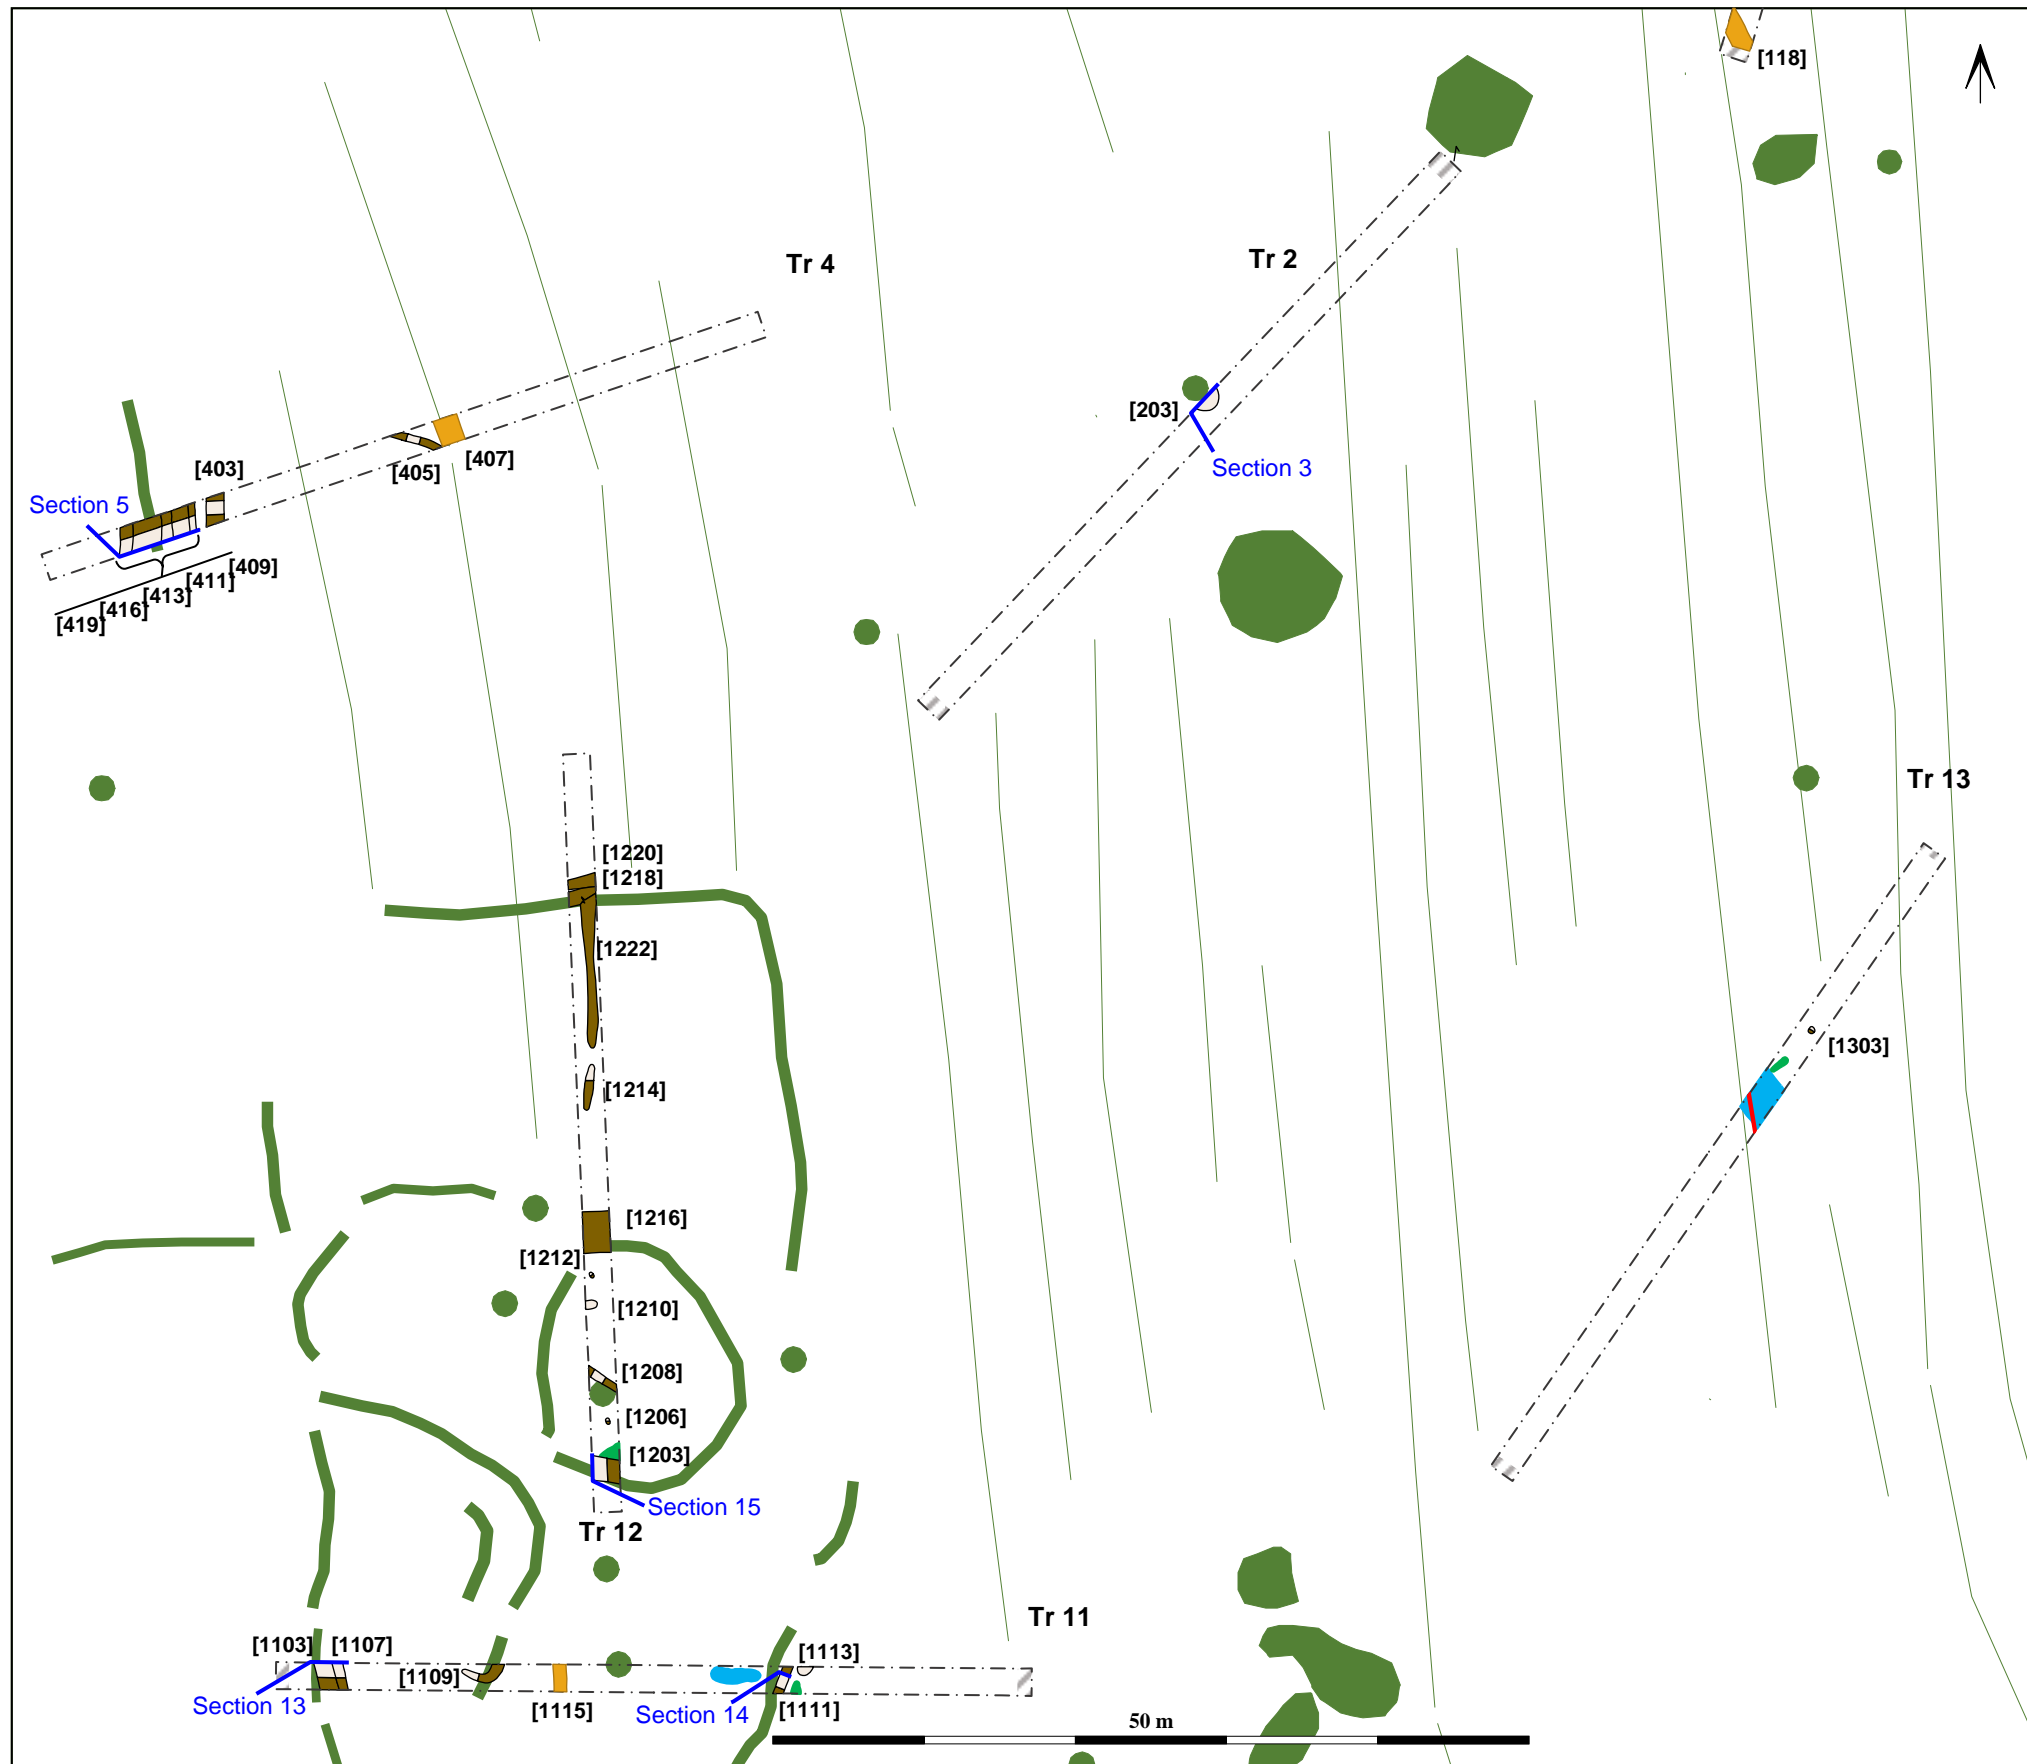 [118]
Tr 2
Tr 4
[203]
Section 3
[403]
[405]
[407]
Section 5
[409]
[411]
[413]
[416]
[419]
Tr 13
[1220]
[1218]
[1222]
[1303]
[1214]
[1216]
[1212]
[1210]
[1208]
[1206]
[1203]
Section 15
Tr 12
Tr 11
[1103]
[1107]
[1109]
[1113]
Section 13
[1115]
Section 14
[1111]
50 m